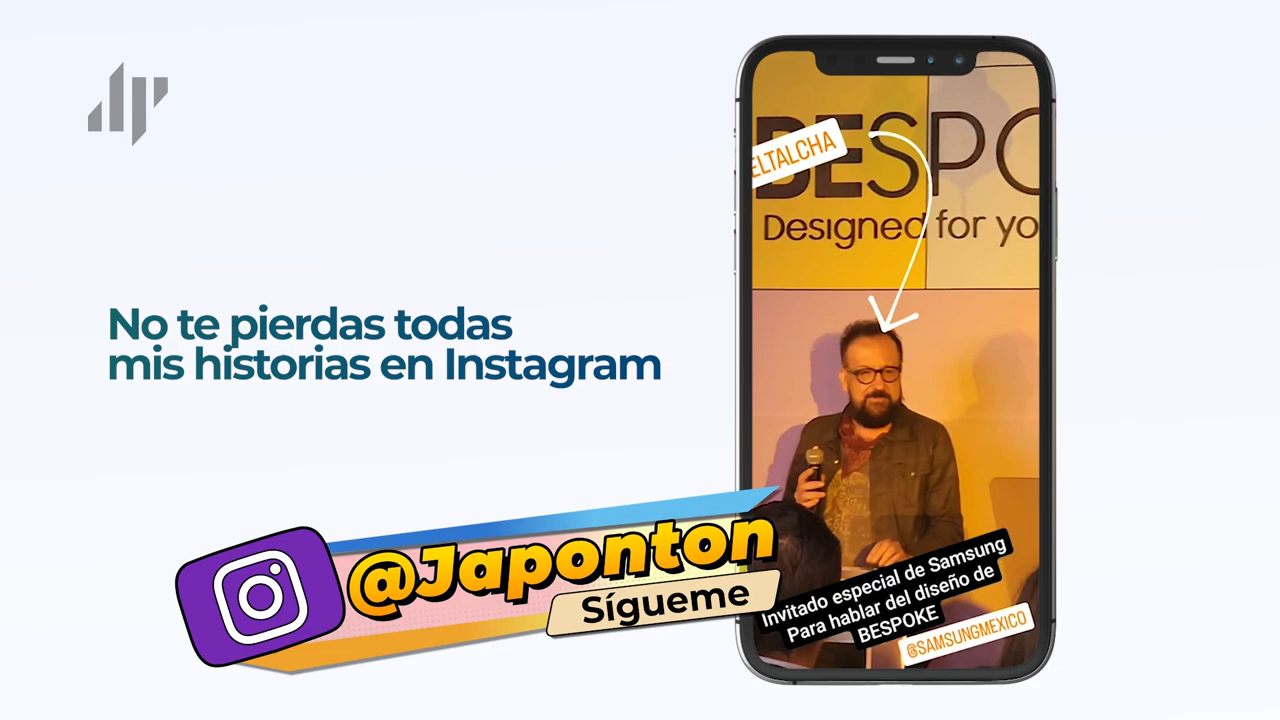 No te pierdas todas
mis historias en Instagram
@Japonton
Sígueme
ELTALCHA
BESPO
Designed for yo
Invitado especial de Samsung
Para hablar del diseño de
BESPOKE
@SAMSUNGMEXICO